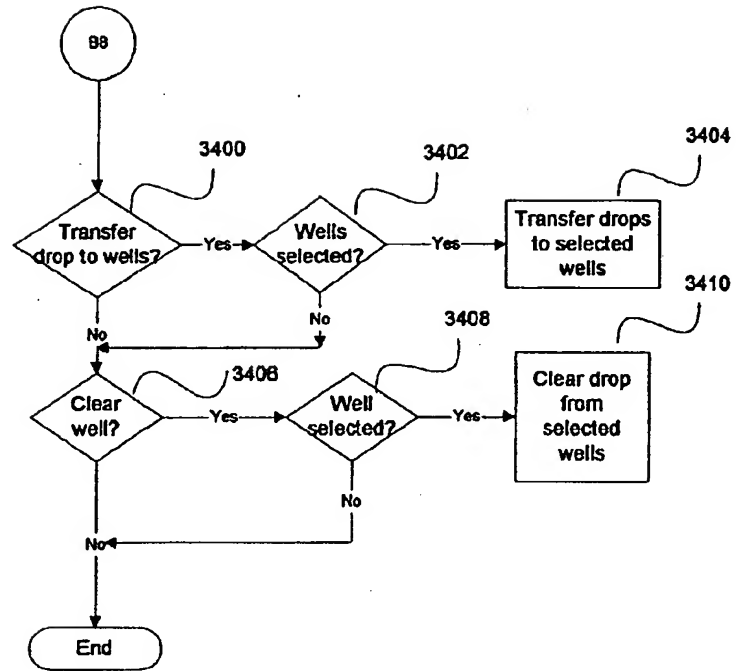 B8
3400
3402
3404
Transfer
drop to wells?
Yes
Wells
selected?
Yes
Transfer drops
to selected
wells
No
No
3406
3408
3410
Clear
well?
Yes
Well
selected?
Yes
Clear drop
from
selected
wells
No
No
End